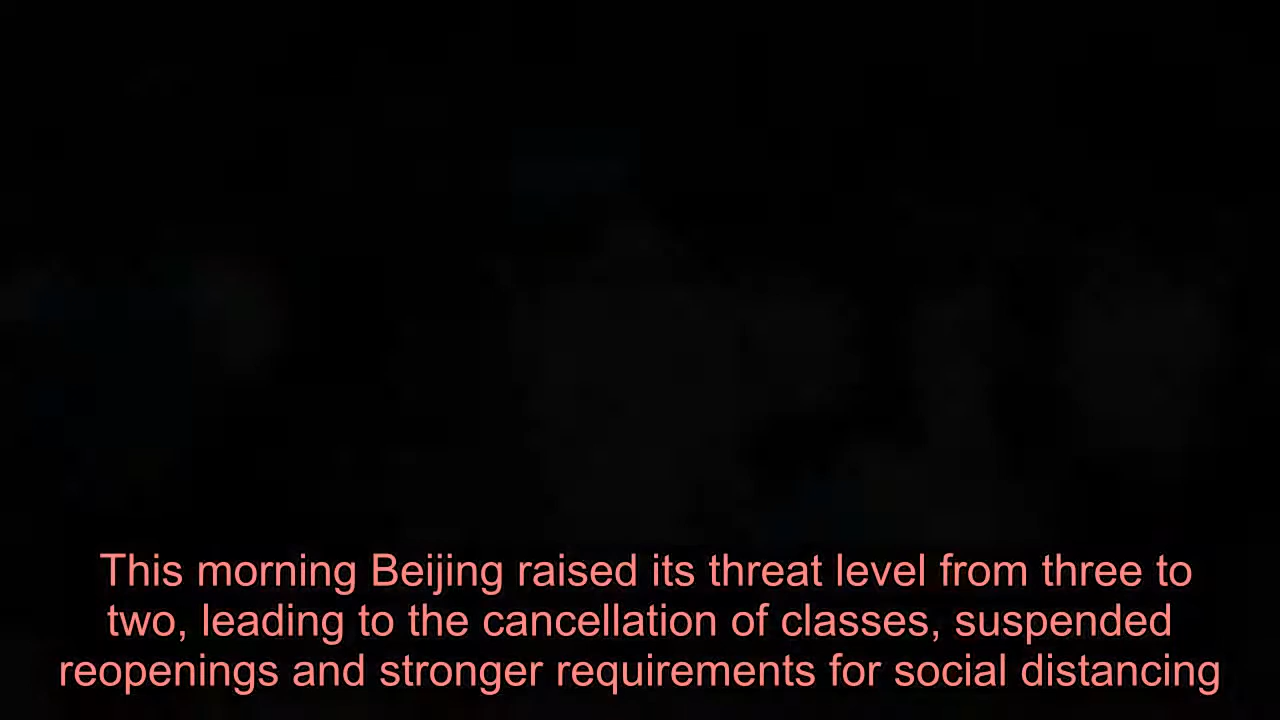 This morning Beijing raised its threat level from three to
two, leading to the cancellation of classes, suspended
reopenings and stronger requirements for social distancing